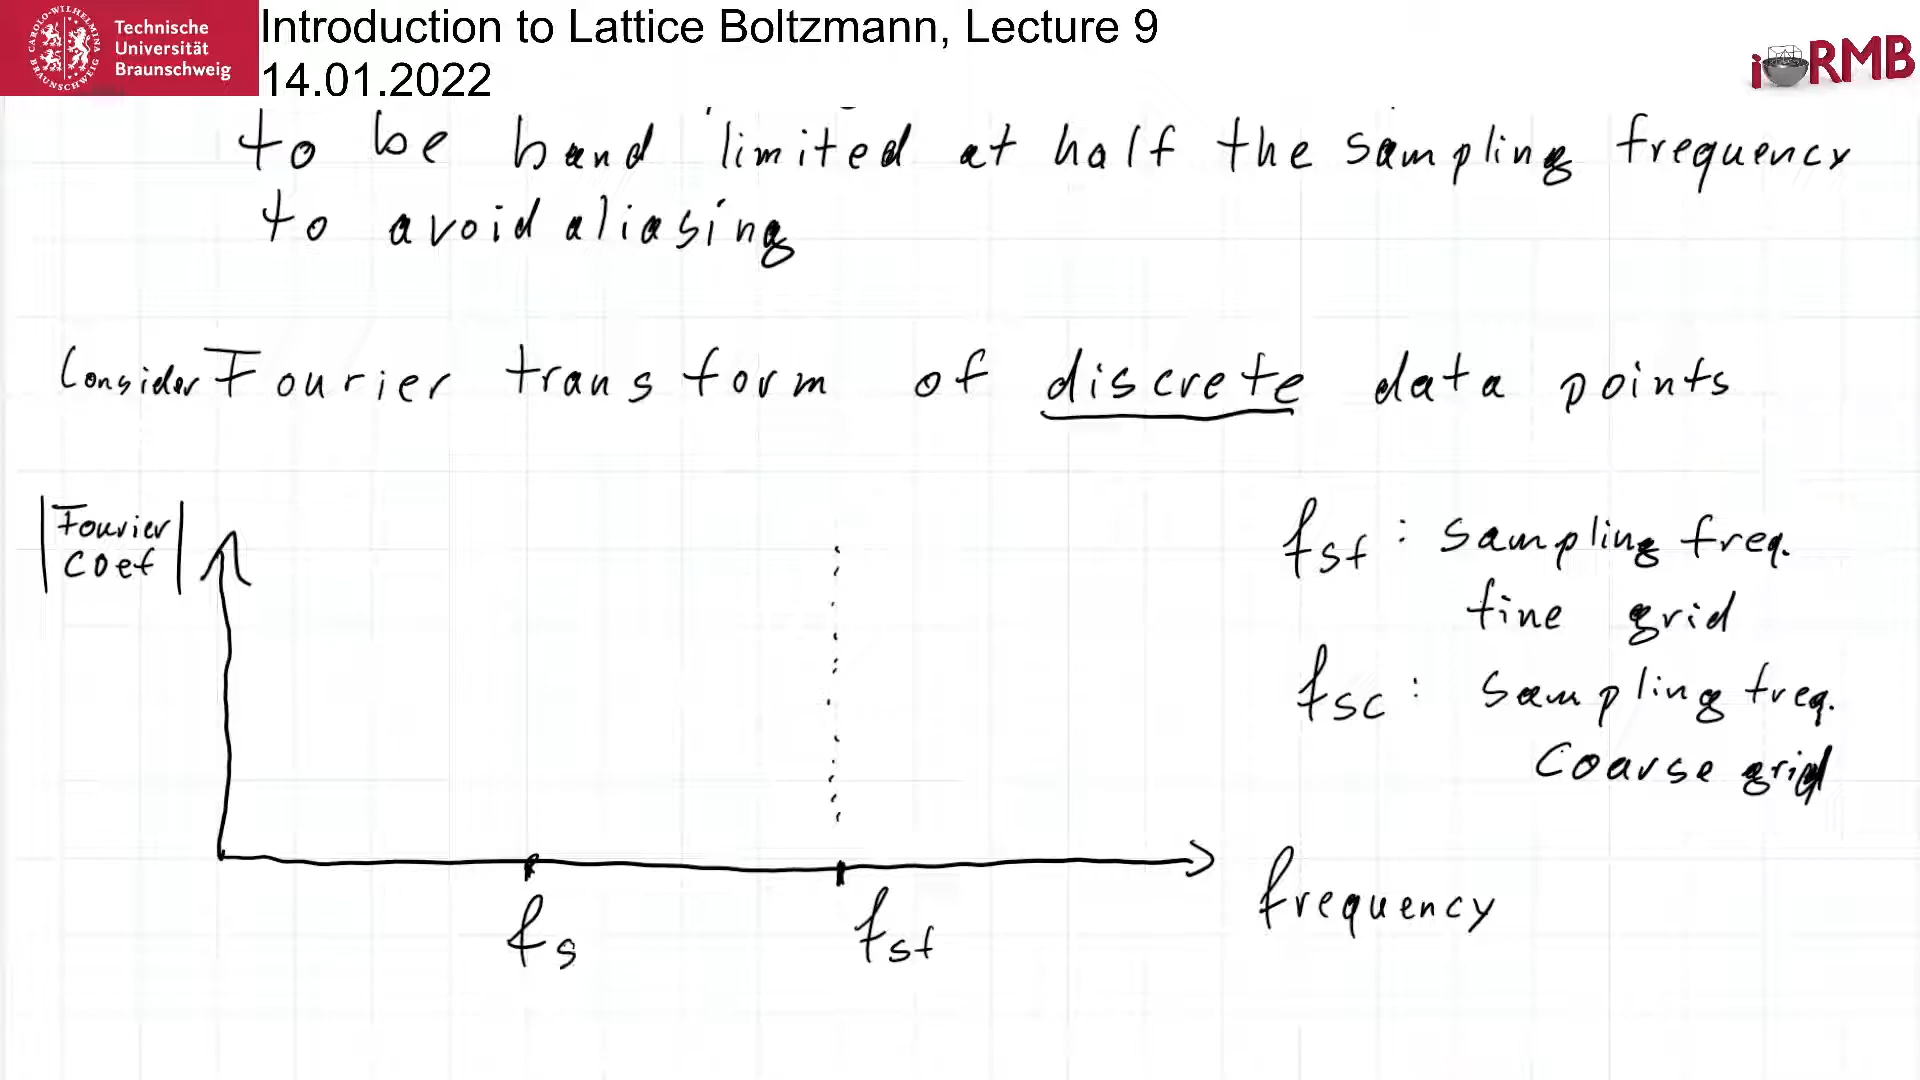 Technische
Universität
Braunschweig
Introduction to Lattice Boltzmann, Lecture 9
14.01.2022
iRMB
to be band limited at half the sampling frequency
to avoid aliasing
Consider Fourier transform of discrete data points
|Fourier
Coef|
fsf : sampling freq.
fine grid
fsc : sampling freq.
Coarse grid
fs
fsf
frequency